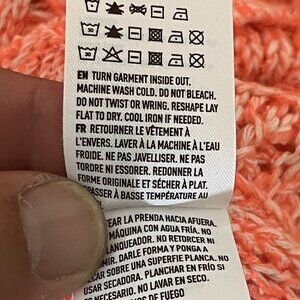 EN TURN GARMENT INSIDE OUT.
MACHINE WASH COLD. DO NOT BLEACH.
DO NOT TWIST OR WRING. RESHAPE LAY
FLAT TO DRY. COOL IRON IF NEEDED.
FR RETOURNER LE VÊTEMENT À
L'ENVERS. LAVER À LA MACHINE À L'EAU
FROIDE. NE PAS JAVELLISER. NE PAS
TORDRE NI ESSORER. REDONNER LA
FORME ORIGINALE ET SÉCHER À PLAT.
REPASSER À BASSE TEMPÉRATURE AU
LA PRENDA HACIA AFUERA.
MÁQUINA CON AGUA FRÍA. NO
BLANQUEADOR. NO RETORCER NI
DARLE FORMA Y PONGA A
SOBRE UNA SUPERFIE PLANCA. NO
USAR SECADORA. PLANCHAR EN FRÍO SI
NECESARIO. NO LAVAR EN SECO.
DE FUEGO